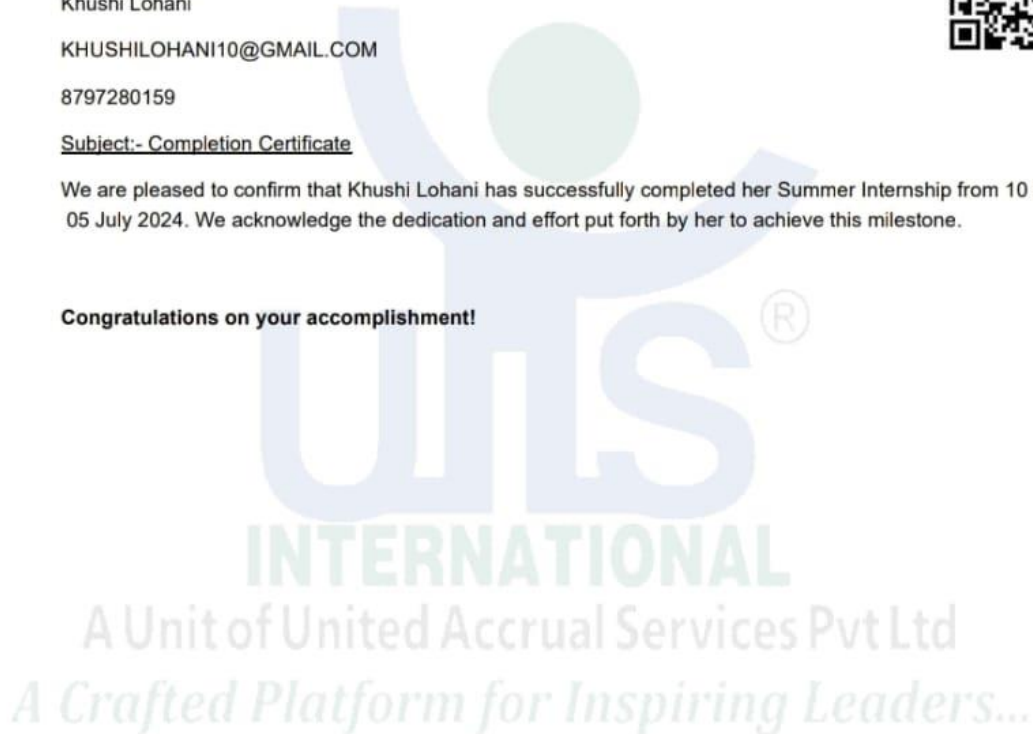 Khushi Lohani
KHUSHILOHANI10@GMAIL.COM
8797280159
Subject:- Completion Certificate
We are pleased to confirm that Khushi Lohani has successfully completed her Summer Internship from 10
05 July 2024. We acknowledge the dedication and effort put forth by her to achieve this milestone.
Congratulations on your accomplishment!
®
UHS
INTERNATIONAL
A Unit of United Accrual Services Pvt Ltd
A Crafted Platform for Inspiring Leaders...